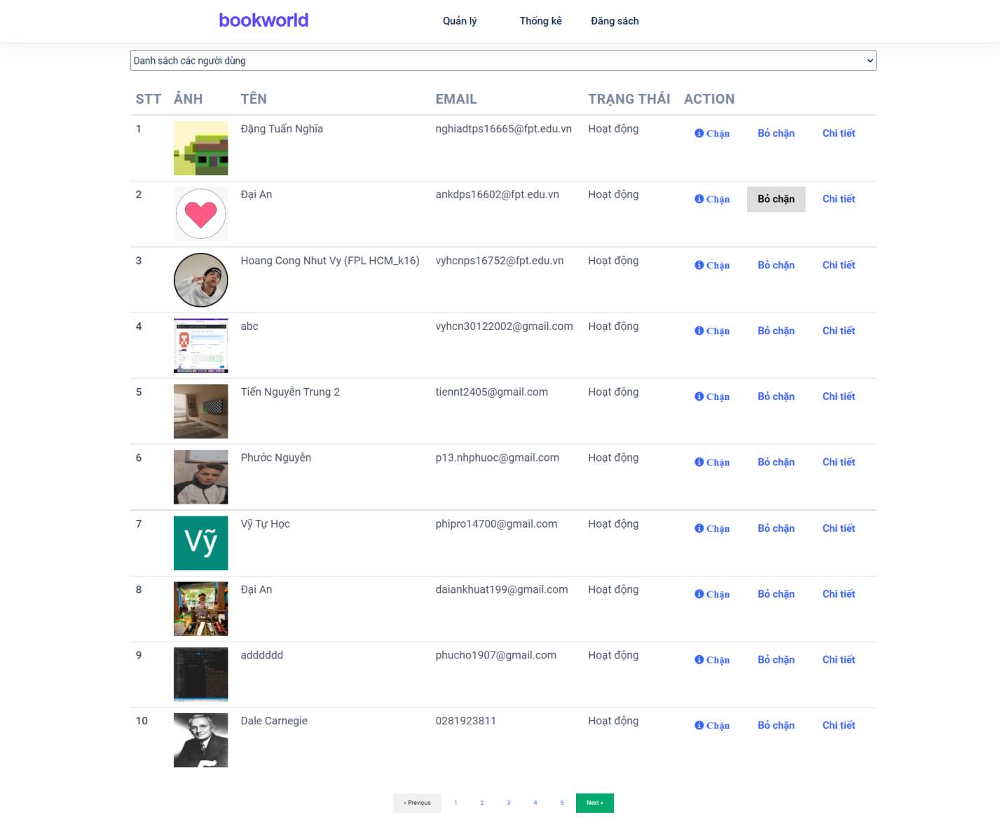 bookworld
Quản lý Thống kê Đăng sách
Danh sách các người dùng
STT ẢNH TÊN EMAIL TRẠNG THÁI ACTION
1 Đặng Tuấn Nghĩa nghiadtps16665@fpt.edu.vn Hoạt động Chặn Bỏ chặn Chi tiết
2 Đại An ankdps16602@fpt.edu.vn Hoạt động Chặn Bỏ chặn Chi tiết
3 Hoang Cong Nhut Vy (FPL HCM_k16) vyhcnps16752@fpt.edu.vn Hoạt động Chặn Bỏ chặn Chi tiết
4 abc vyhcn30122002@gmail.com Hoạt động Chặn Bỏ chặn Chi tiết
5 Tiến Nguyễn Trung 2 tiennt2405@gmail.com Hoạt động Chặn Bỏ chặn Chi tiết
6 Phước Nguyễn p13.nhphuoc@gmail.com Hoạt động Chặn Bỏ chặn Chi tiết
7 Vỹ Vỹ Tự Học phipro14700@gmail.com Hoạt động Chặn Bỏ chặn Chi tiết
8 Đại An daiankhuat199@gmail.com Hoạt động Chặn Bỏ chặn Chi tiết
9 adddddd phucho1907@gmail.com Hoạt động Chặn Bỏ chặn Chi tiết
10 Dale Carnegie 0281923811 Hoạt động Chặn Bỏ chặn Chi tiết
« Previous 1 2 3 4 5 Next »